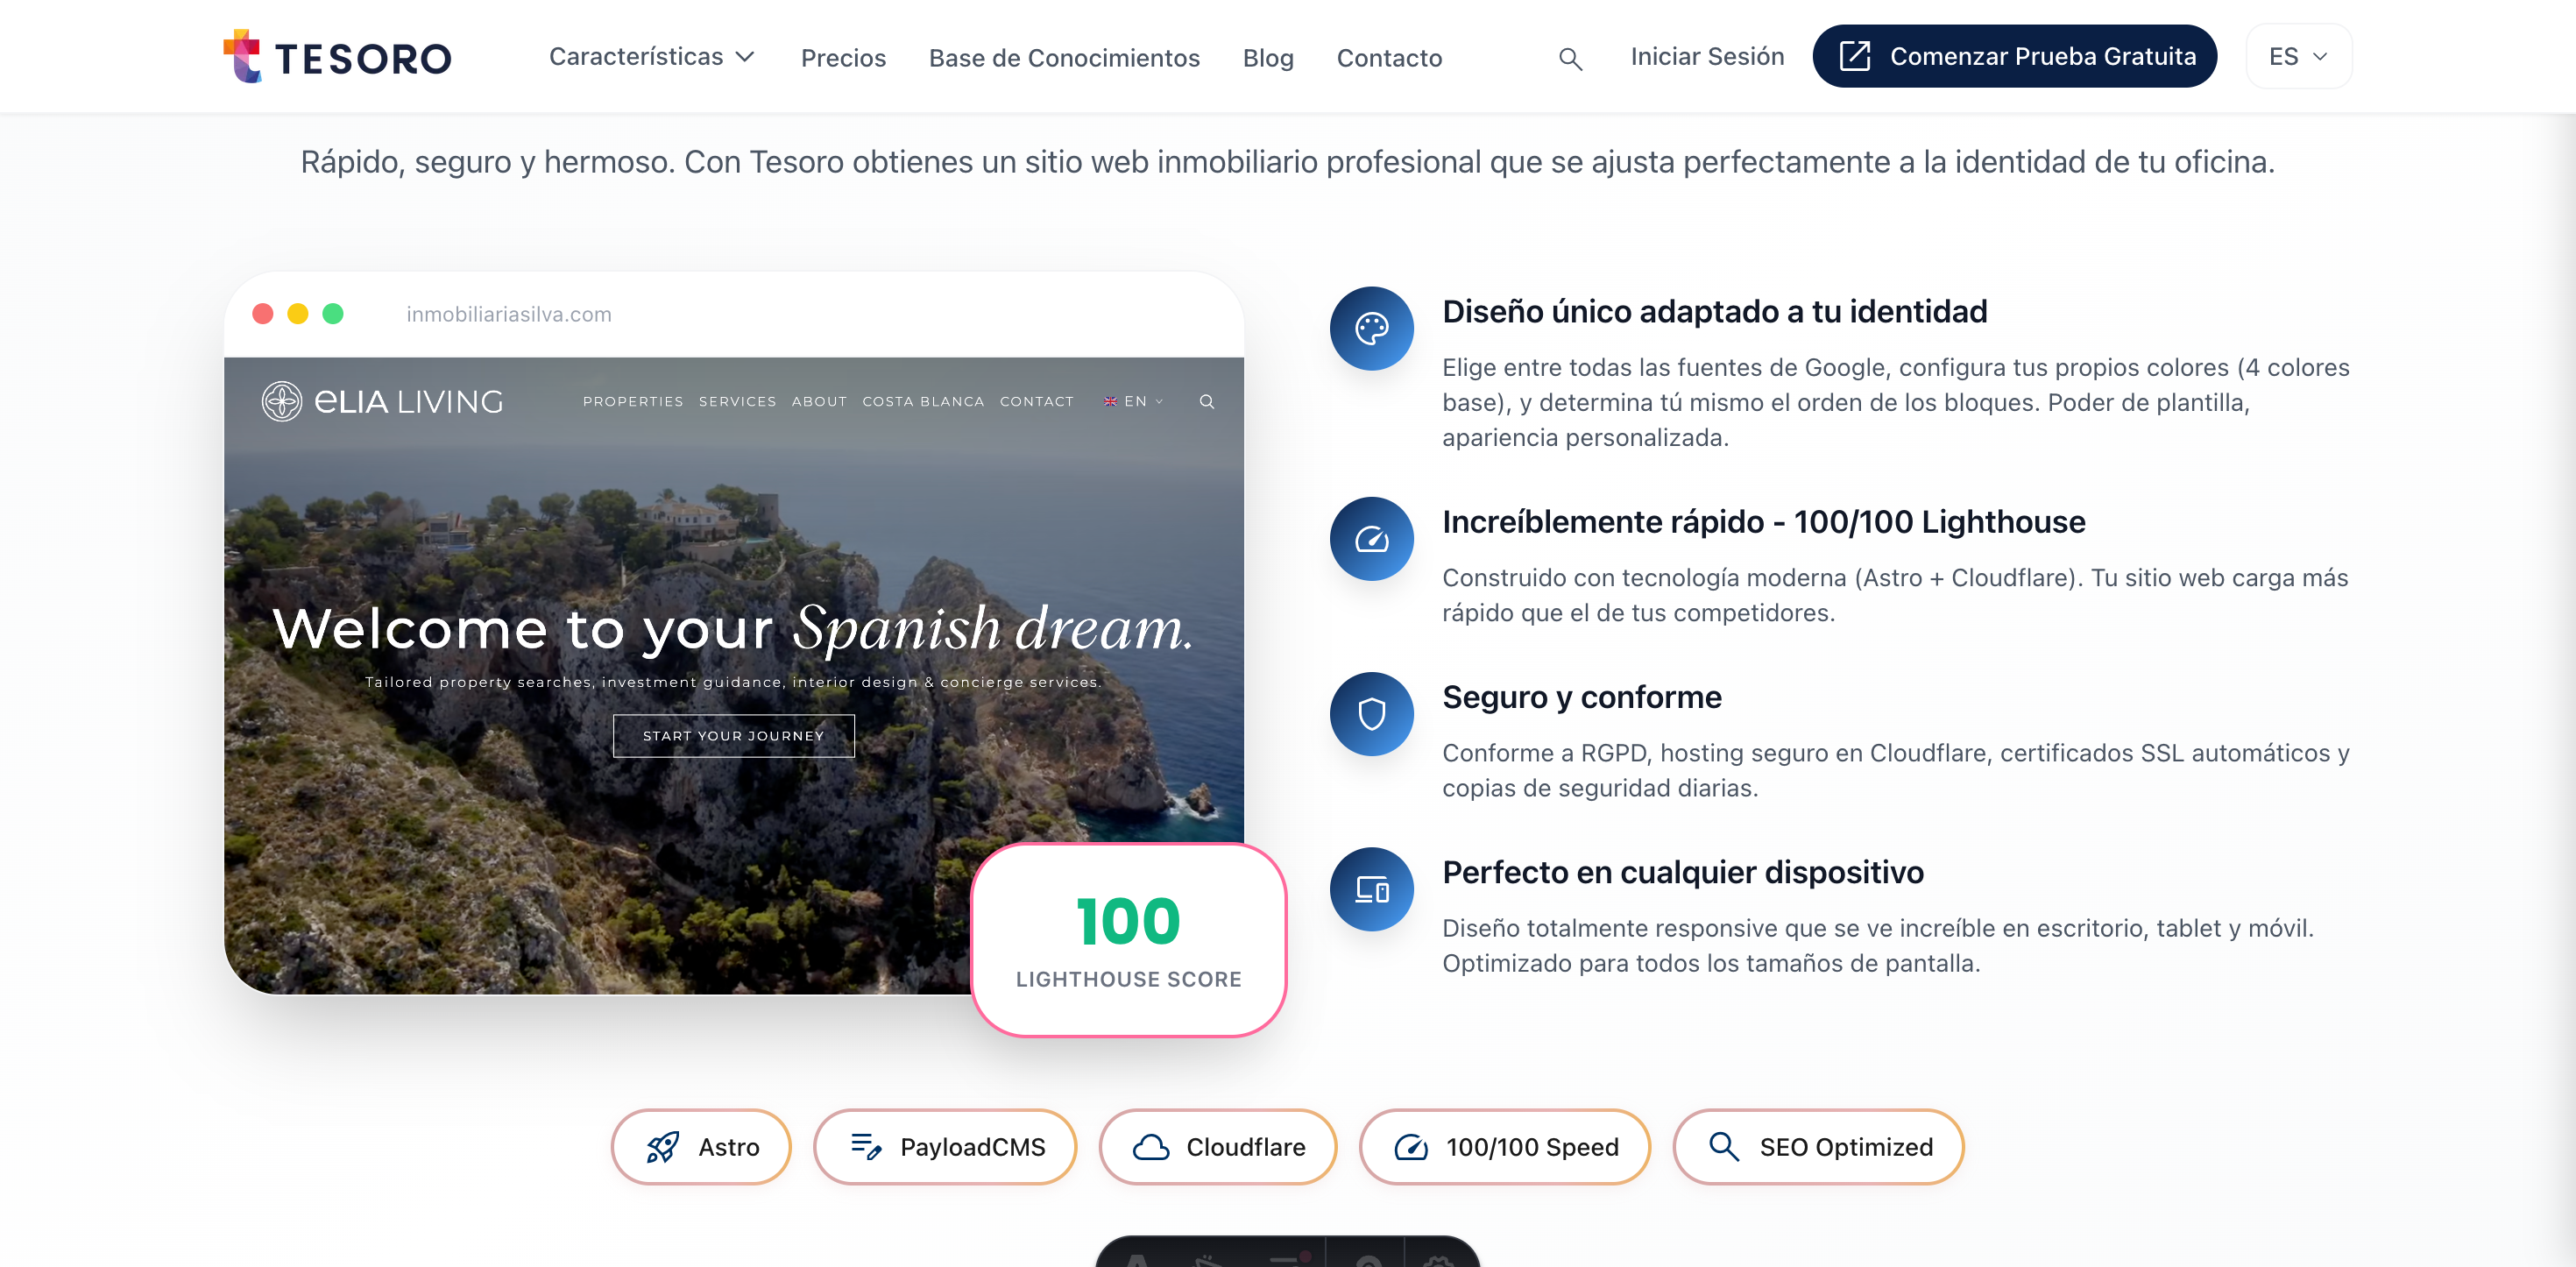 TESORO
Características
Precios
Base de Conocimientos
Blog
Contacto
Iniciar Sesión
Comenzar Prueba Gratuita
ES
Rápido, seguro y hermoso. Con Tesoro obtienes un sitio web inmobiliario profesional que se ajusta perfectamente a la identidad de tu oficina.
inmobiliariasilva.com
eLIA LIVING
PROPERTIES
SERVICES
ABOUT
COSTA BLANCA
CONTACT
EN
Welcome to your Spanish dream.
Tailored property searches, investment guidance, interior design & concierge services.
START YOUR JOURNEY
100
LIGHTHOUSE SCORE
Diseño único adaptado a tu identidad
Elige entre todas las fuentes de Google, configura tus propios colores (4 colores
base), y determina tú mismo el orden de los bloques. Poder de plantilla,
apariencia personalizada.
Increíblemente rápido - 100/100 Lighthouse
Construido con tecnología moderna (Astro + Cloudflare). Tu sitio web carga más
rápido que el de tus competidores.
Seguro y conforme
Conforme a RGPD, hosting seguro en Cloudflare, certificados SSL automáticos y
copias de seguridad diarias.
Perfecto en cualquier dispositivo
Diseño totalmente responsive que se ve increíble en escritorio, tablet y móvil.
Optimizado para todos los tamaños de pantalla.
Astro
PayloadCMS
Cloudflare
100/100 Speed
SEO Optimized